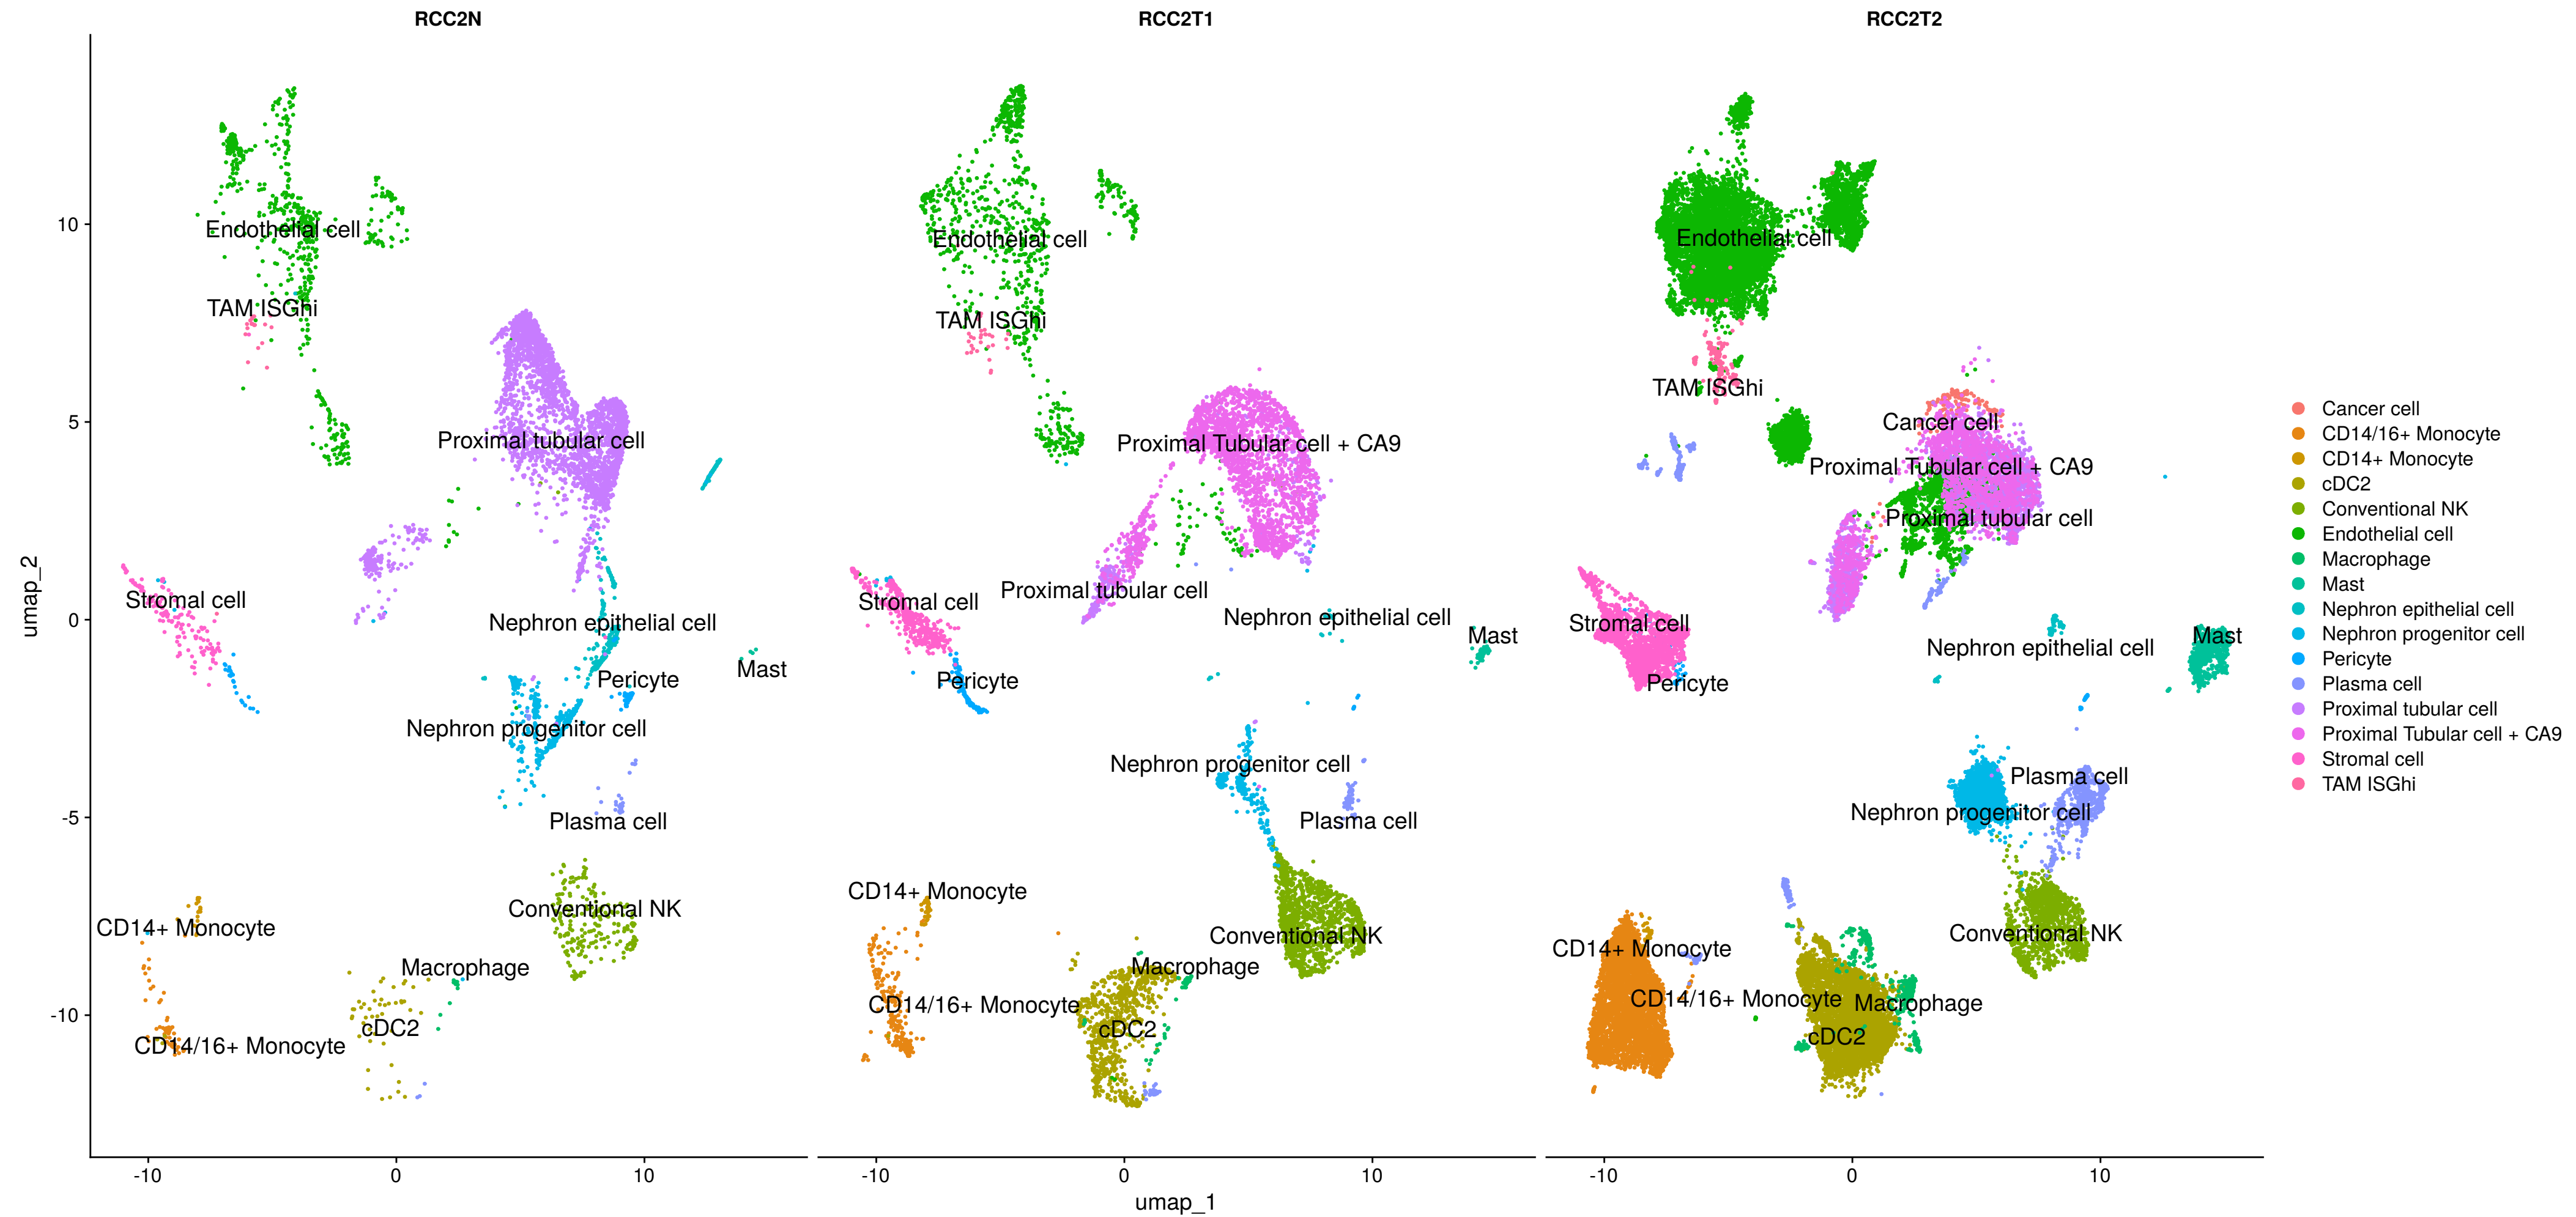 RCC2N
RCC2T1
RCC2T2
umap_2
10
5
0
-5
-10
Endothelial cell
TAM ISGhi
Proximal tubular cell
Stromal cell
Nephron epithelial cell
Pericyte
Mast
Nephron progenitor cell
Plasma cell
Conventional NK
CD14+ Monocyte
Macrophage
cDC2
CD14/16+ Monocyte
-10
0
10
Endothelial cell
TAM ISGhi
Proximal Tubular cell + CA9
Proximal tubular cell
Stromal cell
Nephron epithelial cell
Mast
Pericyte
Nephron progenitor cell
Plasma cell
CD14+ Monocyte
Conventional NK
Macrophage
CD14/16+ Monocyte
cDC2
-10
0
10
Endothelial cell
TAM ISGhi
Cancer cell
Proximal Tubular cell + CA9
Proximal tubular cell
Stromal cell
Mast
Nephron epithelial cell
Pericyte
Plasma cell
Nephron progenitor cell
Conventional NK
CD14+ Monocyte
CD14/16+ Monocyte
Macrophage
cDC2
-10
0
10
umap_1
Cancer cell
CD14/16+ Monocyte
CD14+ Monocyte
cDC2
Conventional NK
Endothelial cell
Macrophage
Mast
Nephron epithelial cell
Nephron progenitor cell
Pericyte
Plasma cell
Proximal tubular cell
Proximal Tubular cell + CA9
Stromal cell
TAM ISGhi